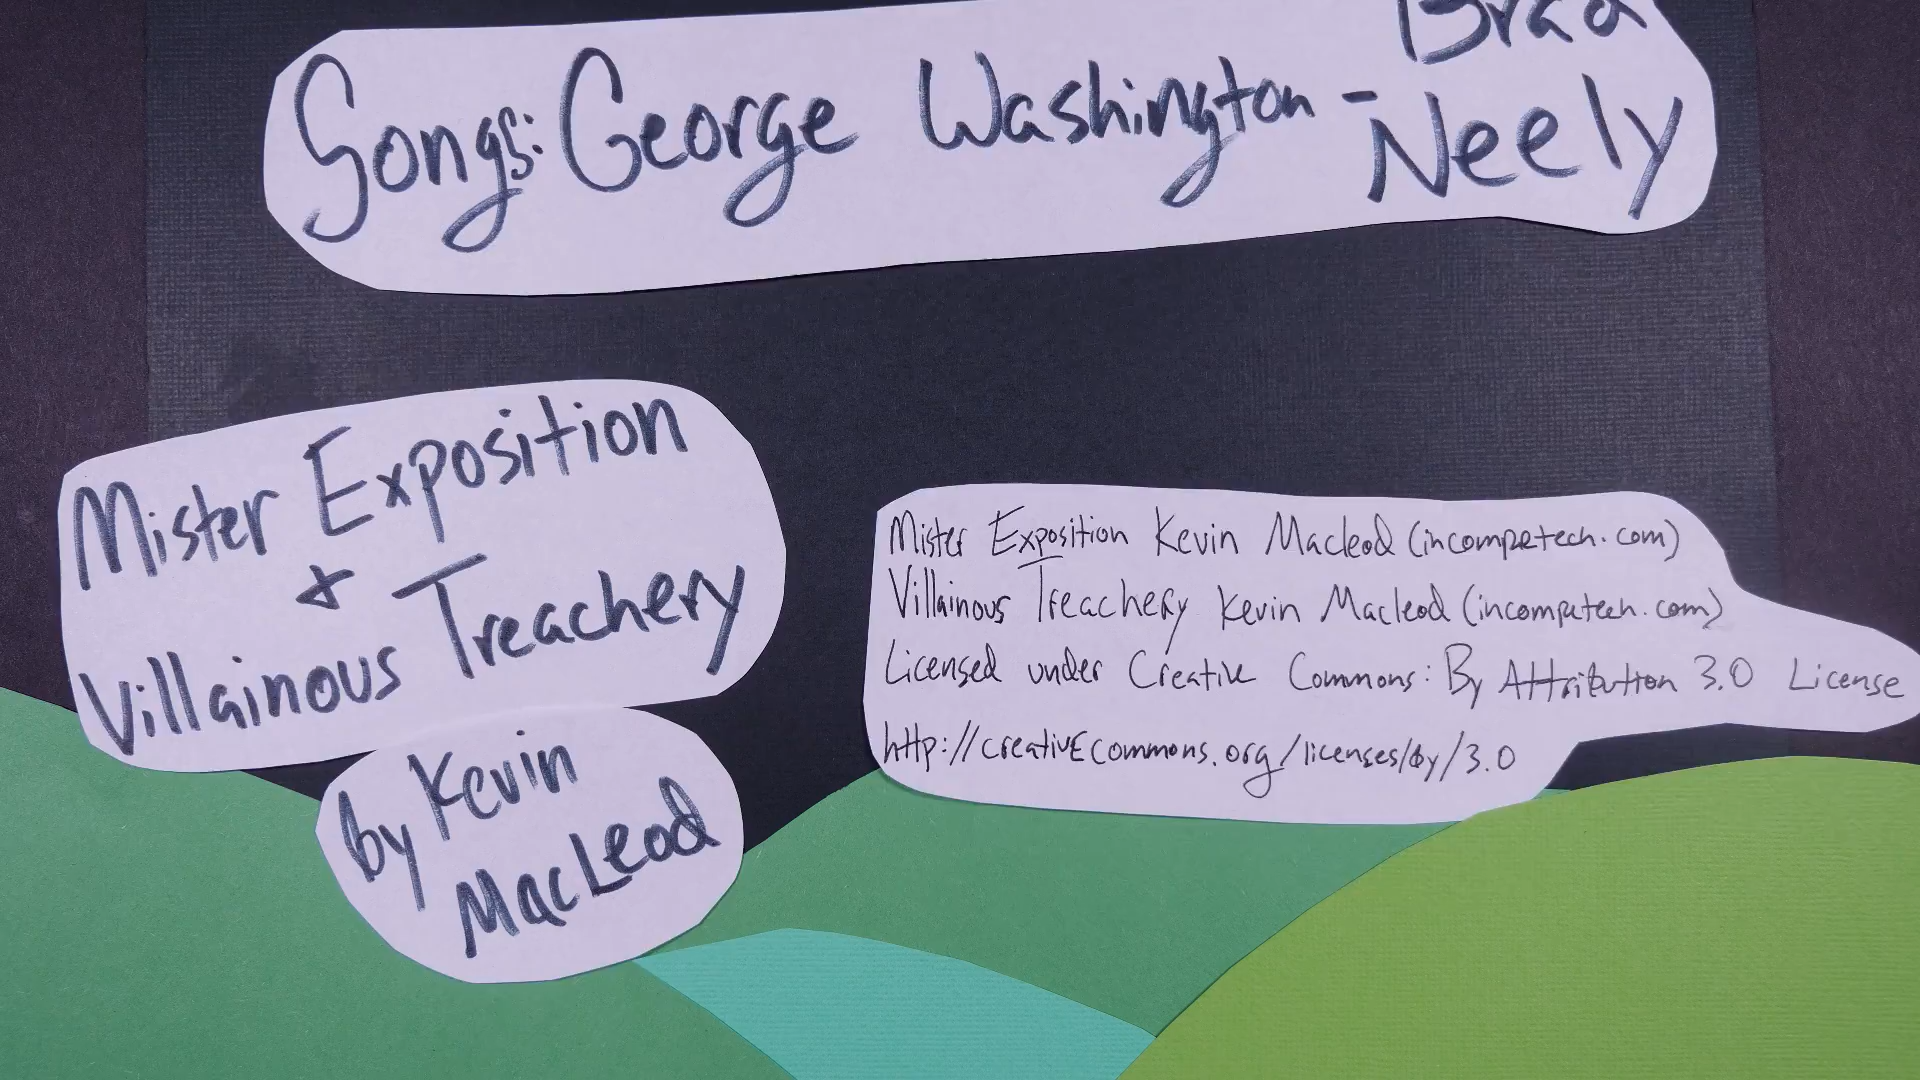 Songs: George Washington - Brad
Neely
Mister Exposition
+
Villainous Treachery
by Kevin
MacLeod
Mister Exposition Kevin Macleod (incompetech.com)
Villainous Treachery Kevin Macleod (incompetech.com)
Licensed under Creative Commons: By Attribution 3.0 License
http://creativEcommons.org/licenses/by/3.0